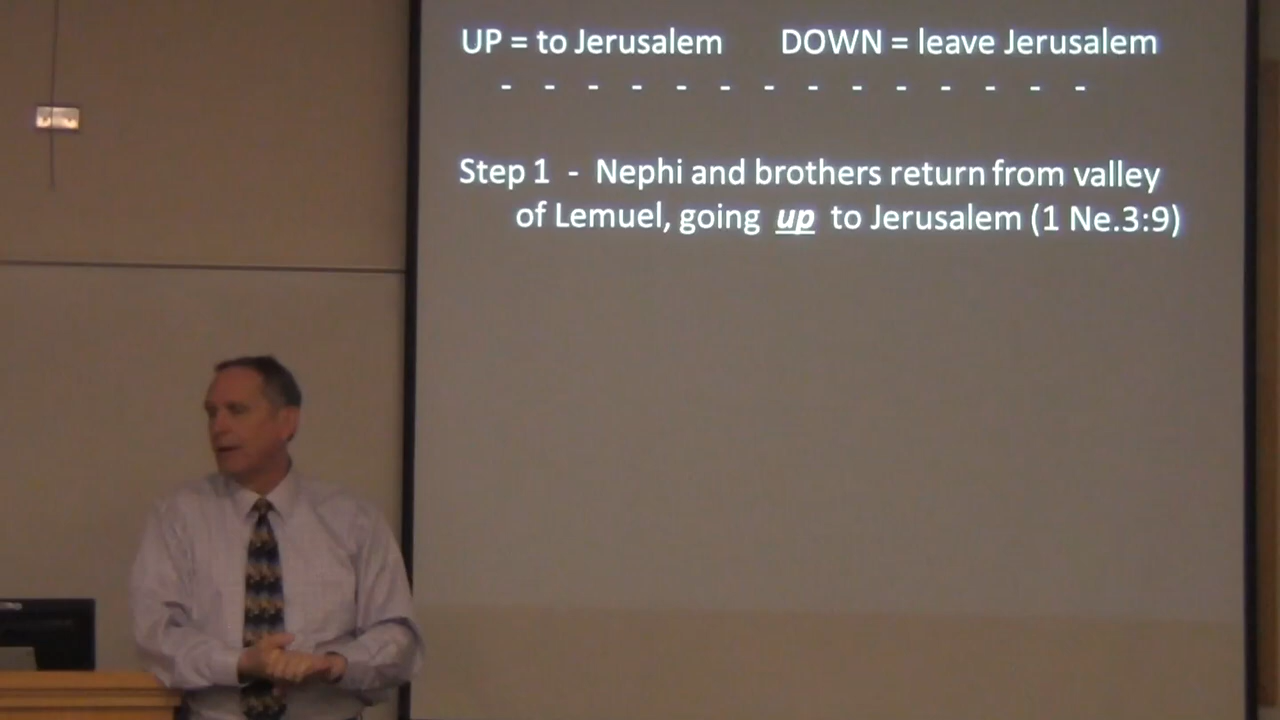 UP = to Jerusalem DOWN = leave Jerusalem
- - - - - - - - - - - - - -
Step 1 - Nephi and brothers return from valley
of Lemuel, going up to Jerusalem (1 Ne.3:9)